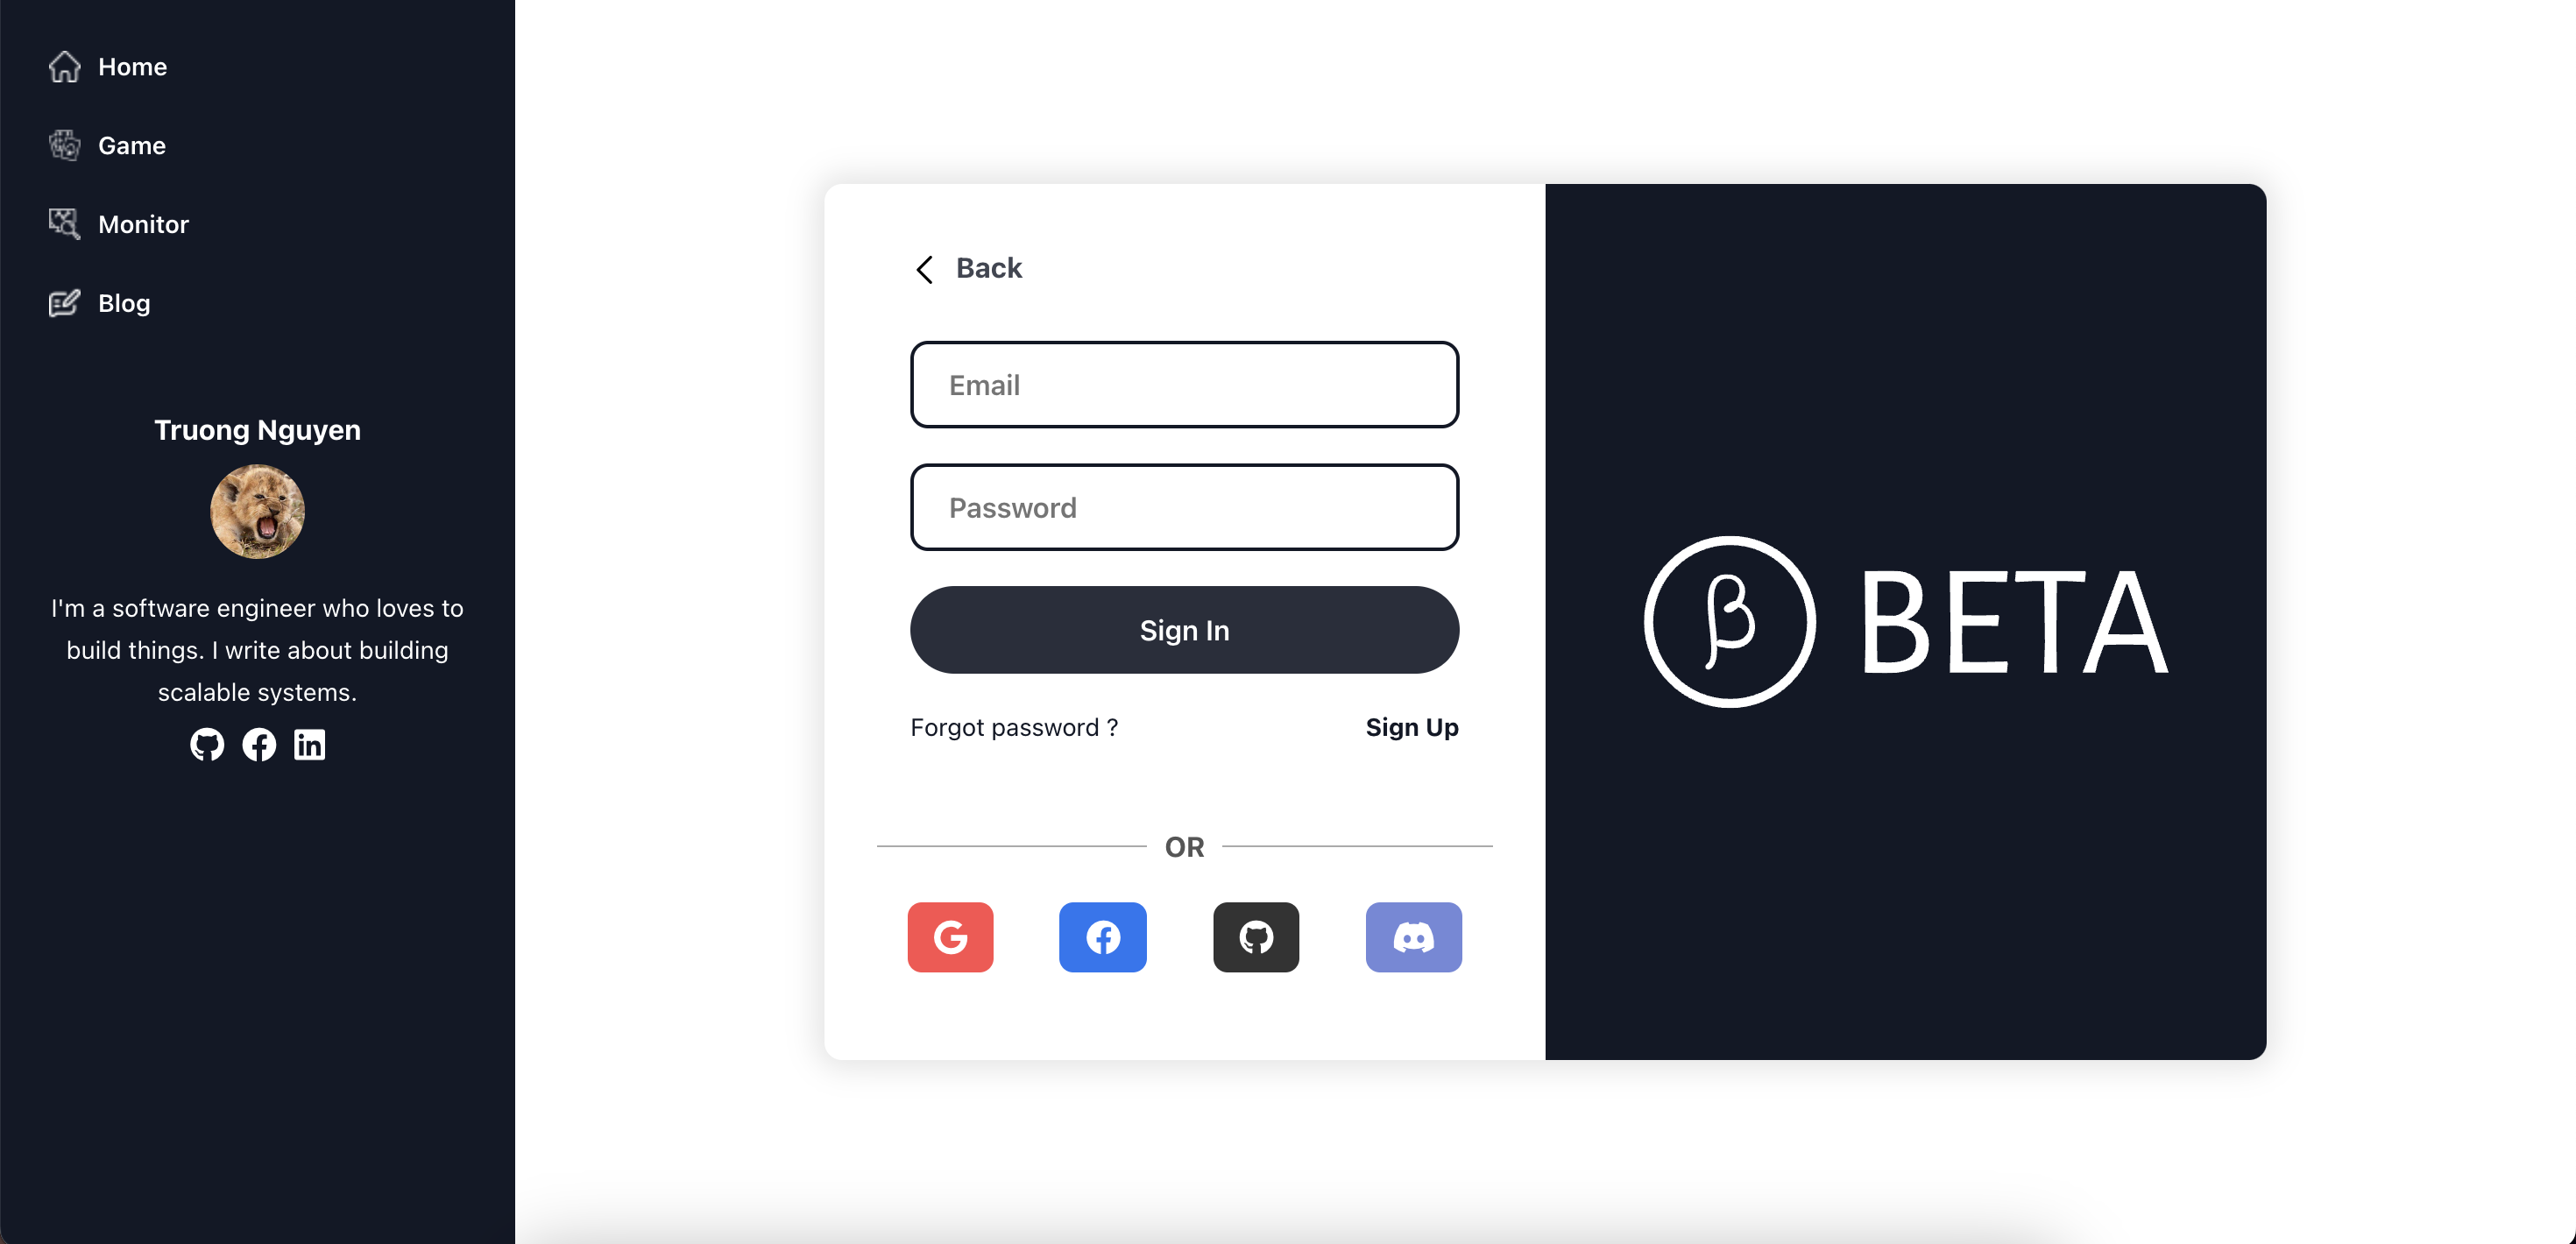 Home
Game
Monitor
Blog
Truong Nguyen
I'm a software engineer who loves to
build things. I write about building
scalable systems.
Back
Email
Password
Sign In
Forgot password ?
Sign Up
OR
β BETA